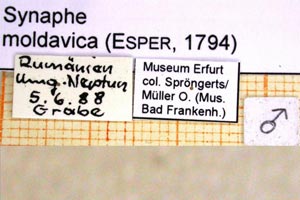 Synaphe
moldavica (ESPER, 1794)
Rumänien
Umg. Neptun
5.6.88
Gräbe
Museum Erfurt
col. Spröngerts/
Müller O. (Mus.
Bad Frankenh.)
♂